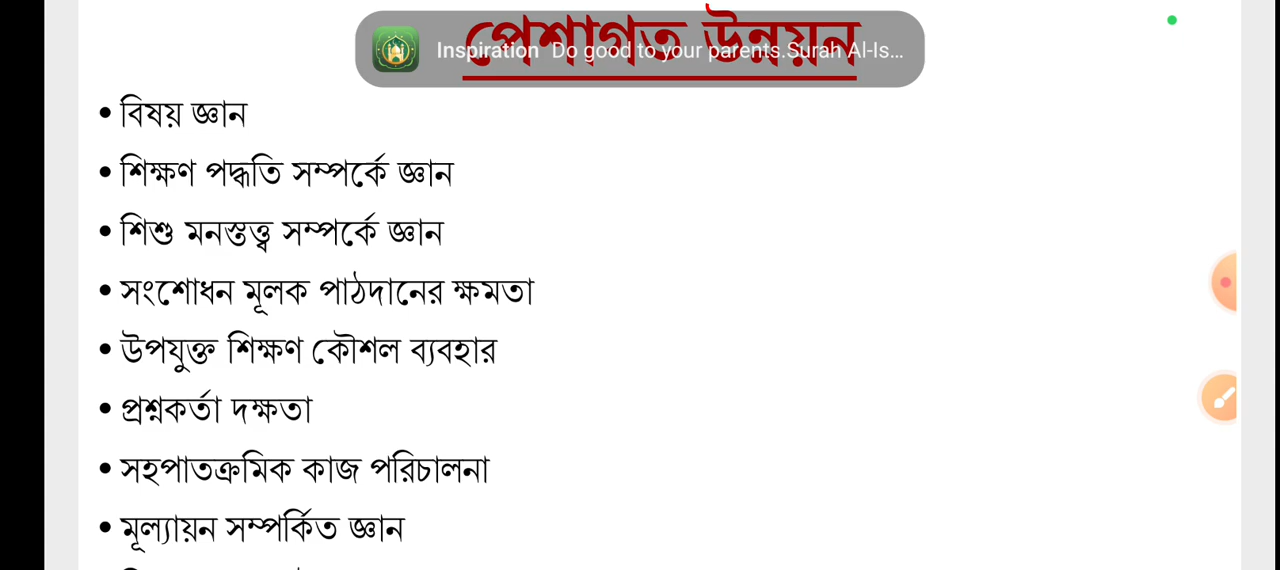 পেশাগত উন্নয়ন
Inspiration Do good to your parents.Surah Al-Is...
• বিষয় জ্ঞান
• শিক্ষণ পদ্ধতি সম্পর্কে জ্ঞান
• শিশু মনস্তত্ত্ব সম্পর্কে জ্ঞান
• সংশোধন মূলক পাঠদানের ক্ষমতা
• উপযুক্ত শিক্ষণ কৌশল ব্যবহার
• প্রশ্নকর্তা দক্ষতা
• সহপাতক্রমিক কাজ পরিচালনা
• মূল্যায়ন সম্পর্কিত জ্ঞান